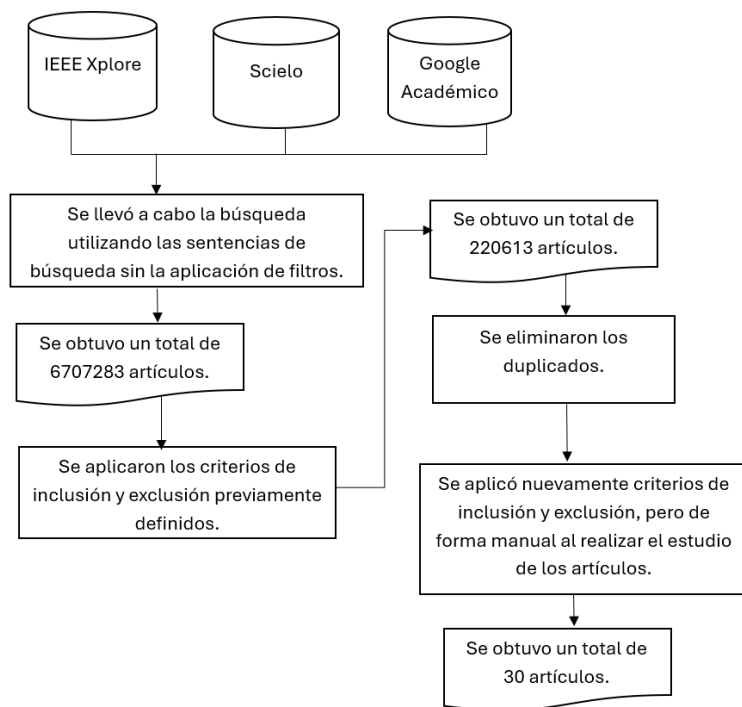 IEEE Xplore
Scielo
Google
Académico
Se llevó a cabo la búsqueda
utilizando las sentencias de
búsqueda sin la aplicación de filtros.
Se obtuvo un total de
6707283 artículos.
Se aplicaron los criterios de
inclusión y exclusión previamente
definidos.
Se obtuvo un total de
220613 artículos.
Se eliminaron los
duplicados.
Se aplicó nuevamente criterios de
inclusión y exclusión, pero de
forma manual al realizar el estudio
de los artículos.
Se obtuvo un total de
30 artículos.